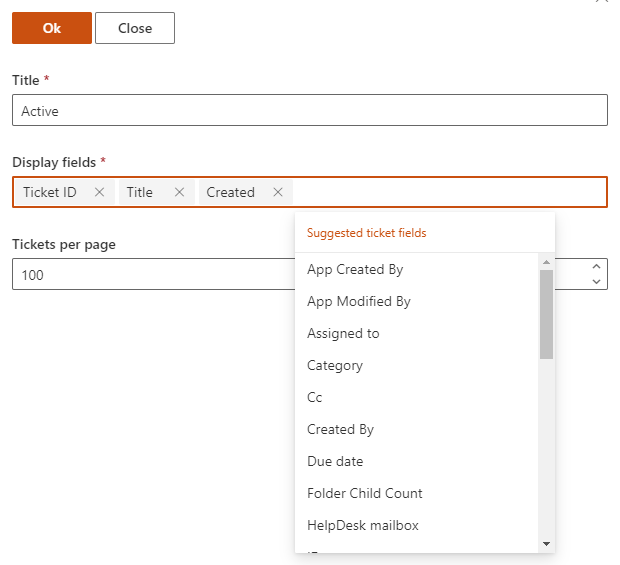 Ok
Close
Title *
Active
Display fields *
Ticket ID
Title
Created
Suggested ticket fields
Tickets per page
100
App Created By
App Modified By
Assigned to
Category
Cc
Created By
Due date
Folder Child Count
HelpDesk mailbox